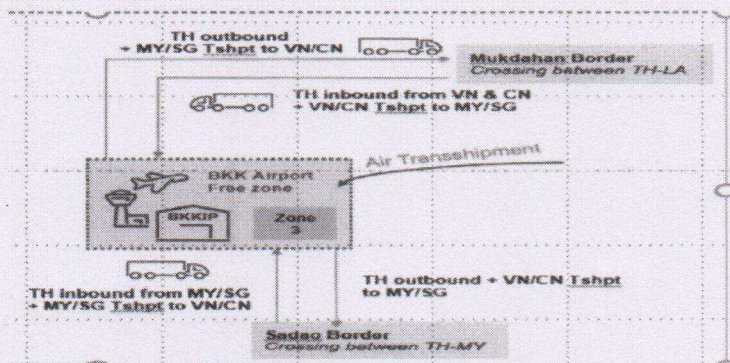 TH outbound
+ MY/SG Tshpt to VN/CN
Mukdahan Border
Crossing between TH-LA
TH inbound from VN & CN
+ VN/CN Tshpt to MY/SG
Air Transshipment
BKK Airport
Free zone
BKKIP
Zone
3
TH inbound from MY/SG
+ MY/SG Tshpt to VN/CN
TH outbound + VN/CN Tshpt
to MY/SG
Sadao Border
Crossing between TH-MY